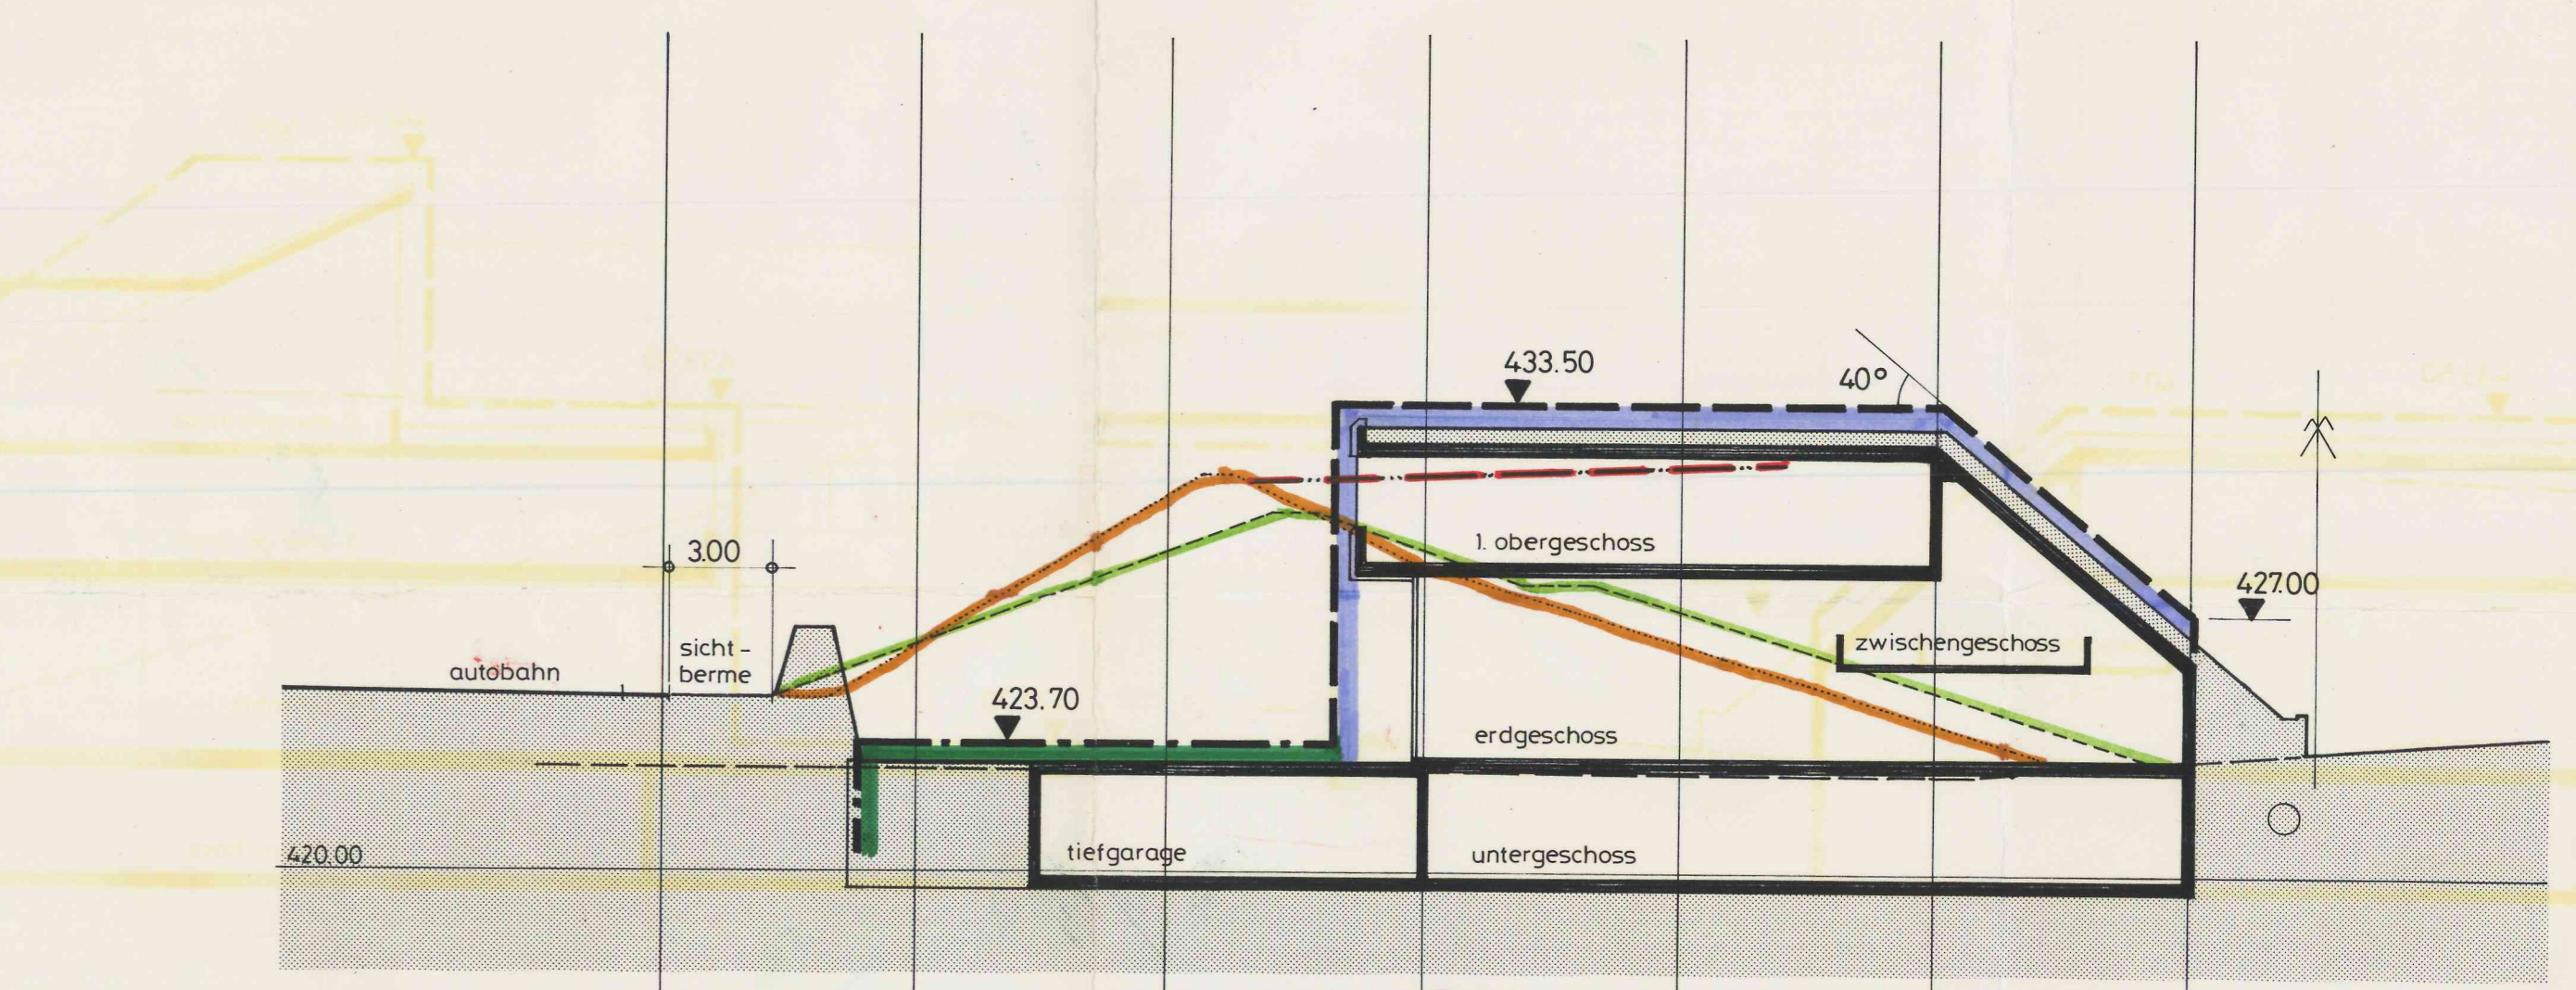 433.50
40°
3.00
1. obergeschoss
427.00
sicht-
berme
zwischengeschoss
autobahn
423.70
erdgeschoss
420.00
tiefgarage
untergeschoss